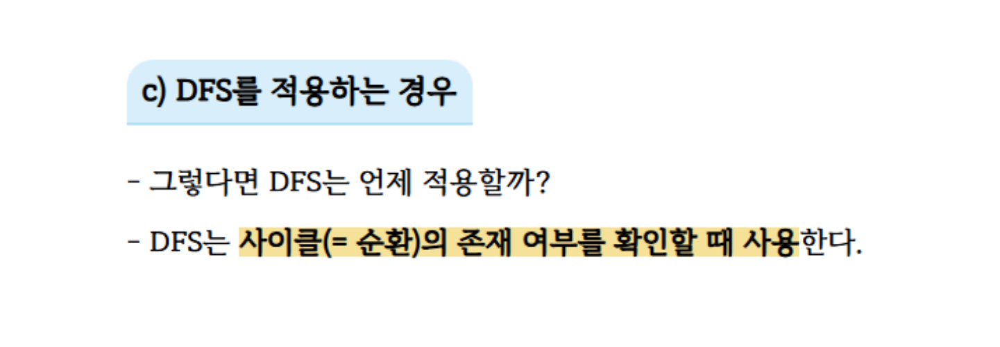 c) DFS를 적용하는 경우
- 그렇다면 DFS는 언제 적용할까?
- DFS는 사이클(= 순환)의 존재 여부를 확인할 때 사용한다.